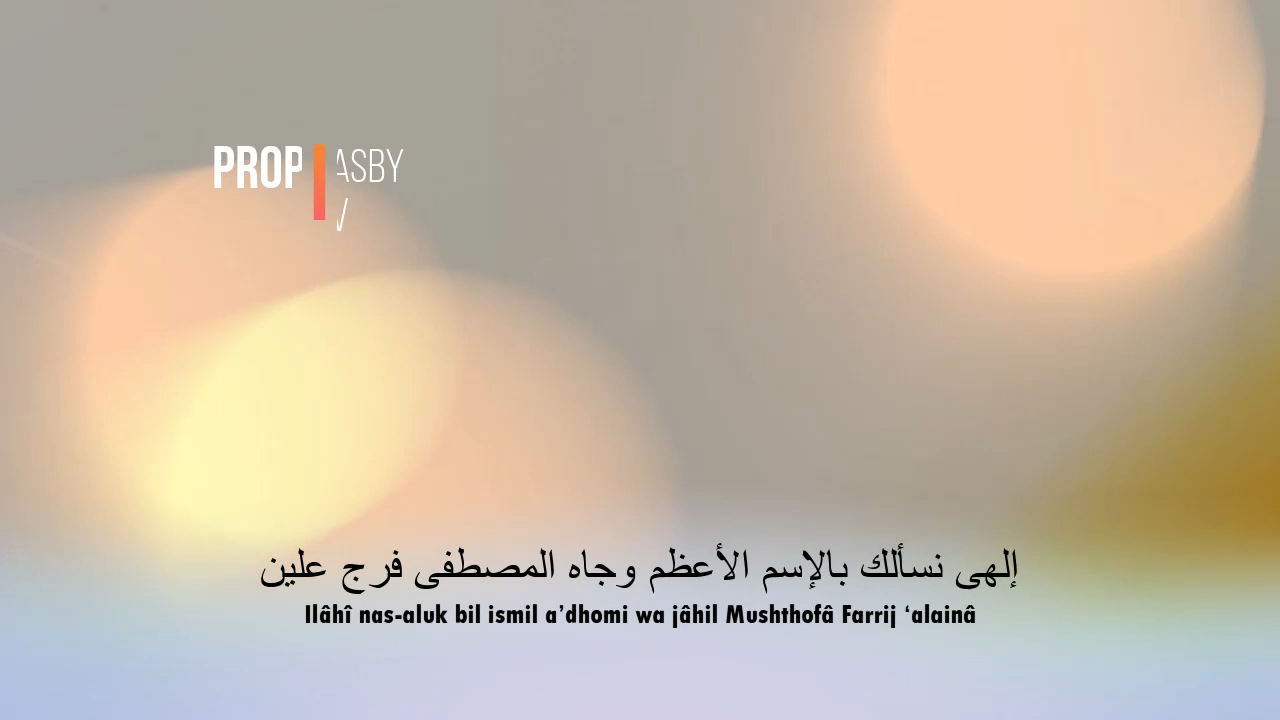 PROP
ASBY
إلهى نسألك بالإسم الأعظم وجاه المصطفى فرج علين
Ilâhî nas-aluk bil ismil a’dhomi wa jâhil Mushthofâ Farrij ‘alainâ